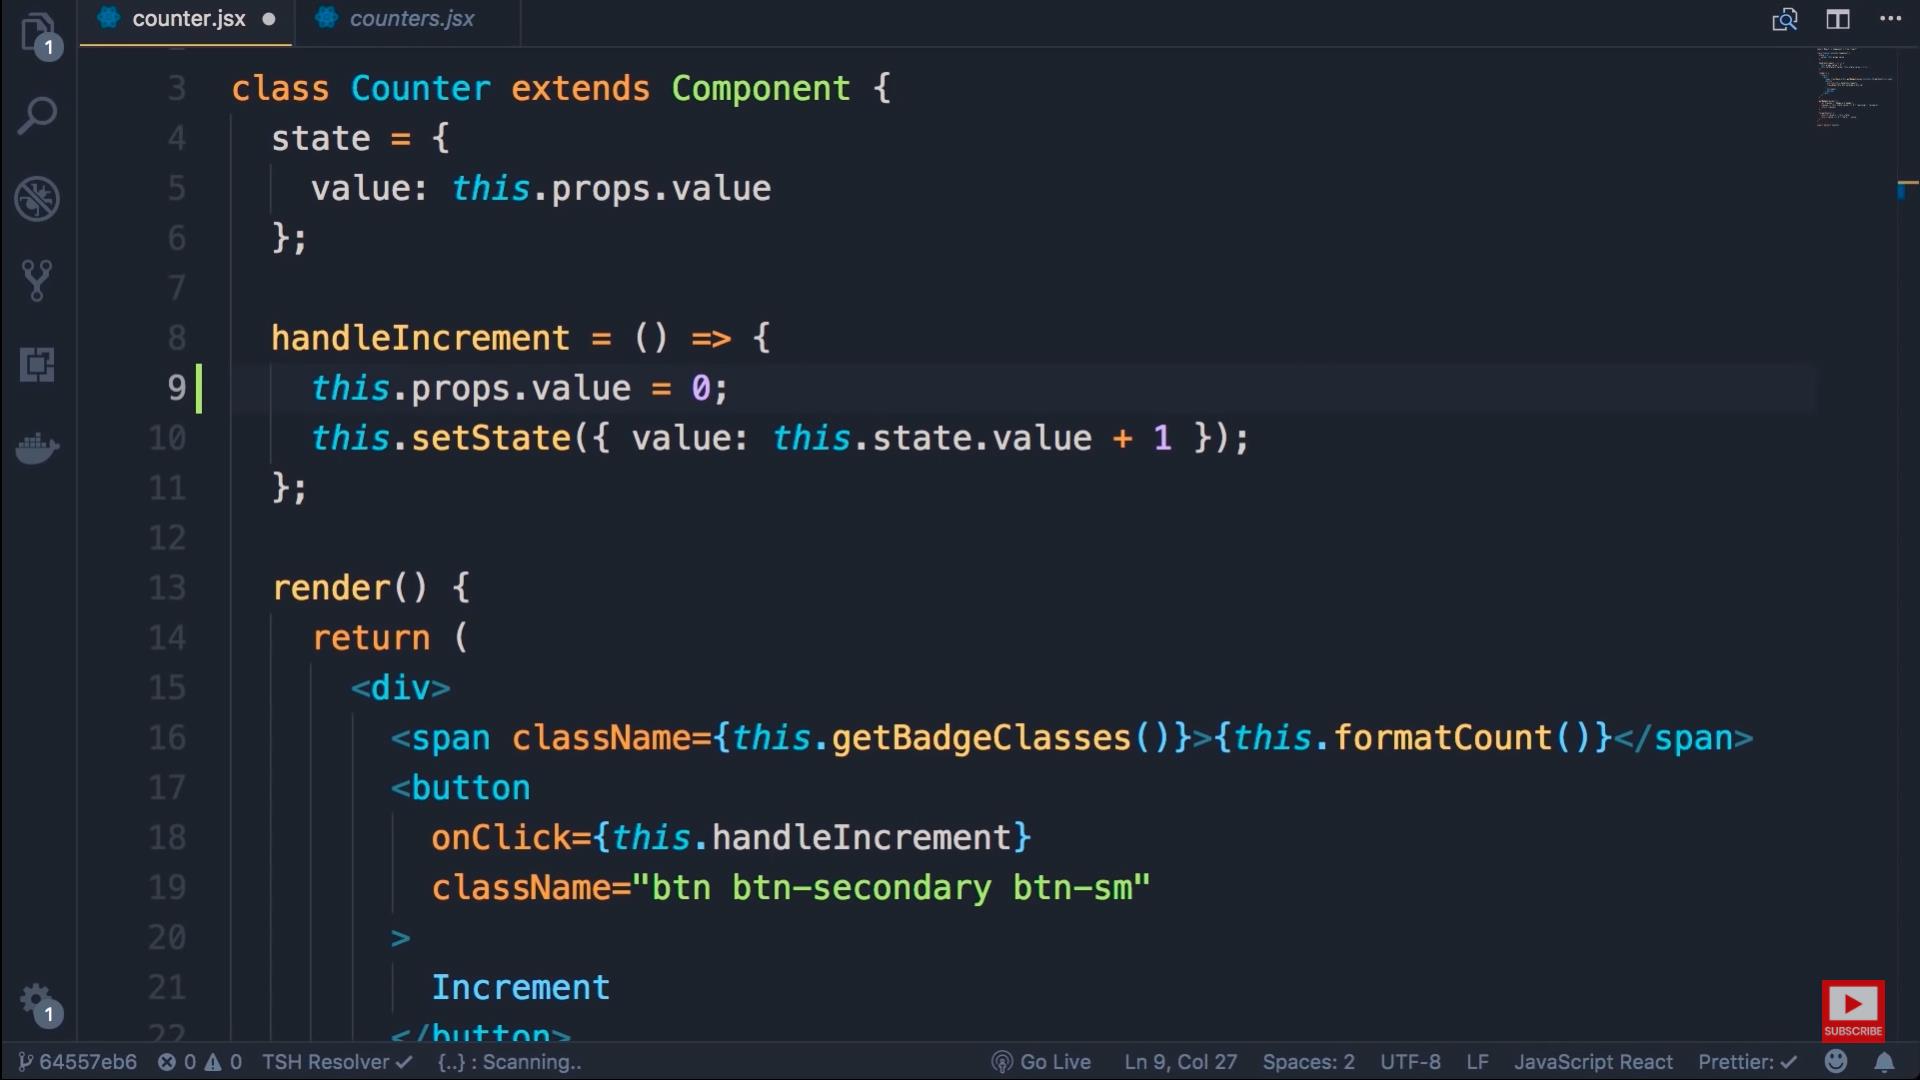 counter.jsx
counters.jsx
1
3 class Counter extends Component {
4 state = {
5 value: this.props.value
6 };
7
8 handleIncrement = () => {
9 this.props.value = 0;
10 this.setState({ value: this.state.value + 1 });
11 };
12
13 render() {
14 return (
15 <div>
16 <span className={this.getBadgeClasses()}>{this.formatCount()}</span>
17 <button
18 onClick={this.handleIncrement}
19 className="btn btn-secondary btn-sm"
20 >
21 Increment
22 </button>
1
SUBSCRIBE
64557eb6 0 0 TSH Resolver ✓ {..} : Scanning.. Go Live Ln 9, Col 27 Spaces: 2 UTF-8 LF JavaScript React Prettier: ✓